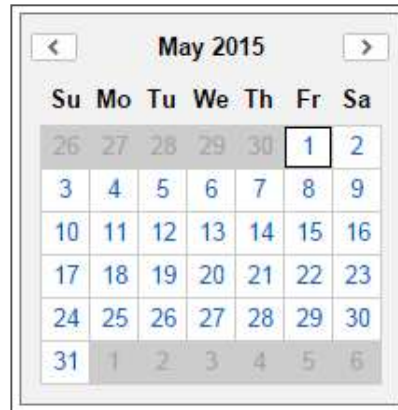 May 2015
Su Mo Tu We Th Fr Sa
26 27 28 29 30 1 2
3 4 5 6 7 8 9
10 11 12 13 14 15 16
17 18 19 20 21 22 23
24 25 26 27 28 29 30
31 1 2 3 4 5 6